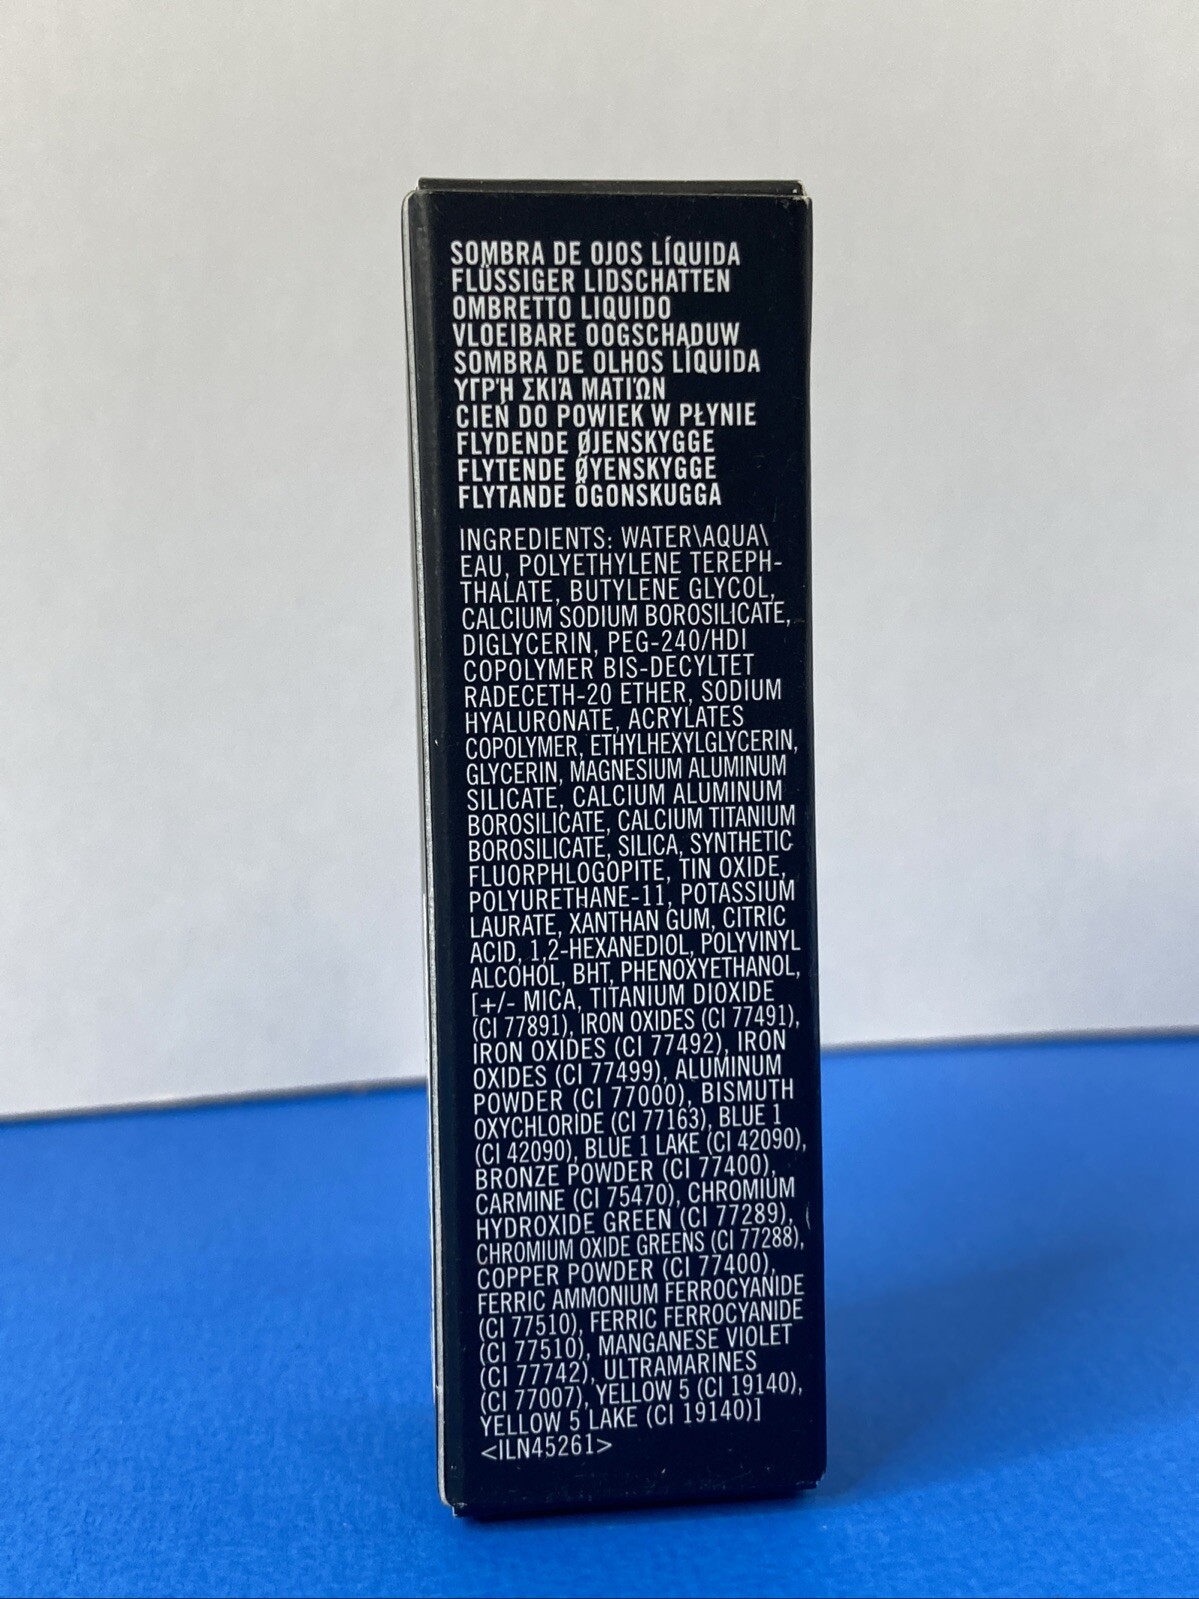 SOMBRA DE OJOS LÍQUIDA
FLÜSSIGER LIDSCHATTEN
OMBRETTO LIQUIDO
VLOEIBARE OOGSCHADUW
SOMBRA DE OLHOS LÍQUIDA
ΥΓΡΉ ΣΚΙΆ ΜΑΤΙΏΝ
CIEŃ DO POWIEK W PŁYNIE
FLYDENDE ØJENSKYGGE
FLYTENDE ØYENSKYGGE
FLYTANDE ÖGONSKUGGA
INGREDIENTS: WATER\AQUA\
EAU, POLYETHYLENE TEREPH-
THALATE, BUTYLENE GLYCOL,
CALCIUM SODIUM BOROSILICATE,
DIGLYCERIN, PEG-240/HDI
COPOLYMER BIS-DECYLTET
RADECETH-20 ETHER, SODIUM
HYALURONATE, ACRYLATES
COPOLYMER, ETHYLHEXYLGLYCERIN,
GLYCERIN, MAGNESIUM ALUMINUM
SILICATE, CALCIUM ALUMINUM
BOROSILICATE, CALCIUM TITANIUM
BOROSILICATE, SILICA, SYNTHETIC
FLUORPHLOGOPITE, TIN OXIDE,
POLYURETHANE-11, POTASSIUM
LAURATE, XANTHAN GUM, CITRIC
ACID, 1,2-HEXANEDIOL, POLYVINYL
ALCOHOL, BHT, PHENOXYETHANOL,
[+/- MICA, TITANIUM DIOXIDE
(CI 77891), IRON OXIDES (CI 77491),
IRON OXIDES (CI 77492), IRON
OXIDES (CI 77499), ALUMINUM
POWDER (CI 77000), BISMUTH
OXYCHLORIDE (CI 77163), BLUE 1
(CI 42090), BLUE 1 LAKE (CI 42090),
BRONZE POWDER (CI 77400),
CARMINE (CI 75470), CHROMIUM
HYDROXIDE GREEN (CI 77289),
CHROMIUM OXIDE GREENS (CI 77288),
COPPER POWDER (CI 77400),
FERRIC AMMONIUM FERROCYANIDE
(CI 77510), FERRIC FERROCYANIDE
(CI 77510), MANGANESE VIOLET
(CI 77742), ULTRAMARINES
(CI 77007), YELLOW 5 (CI 19140),
YELLOW 5 LAKE (CI 19140)]
<ILN45261>